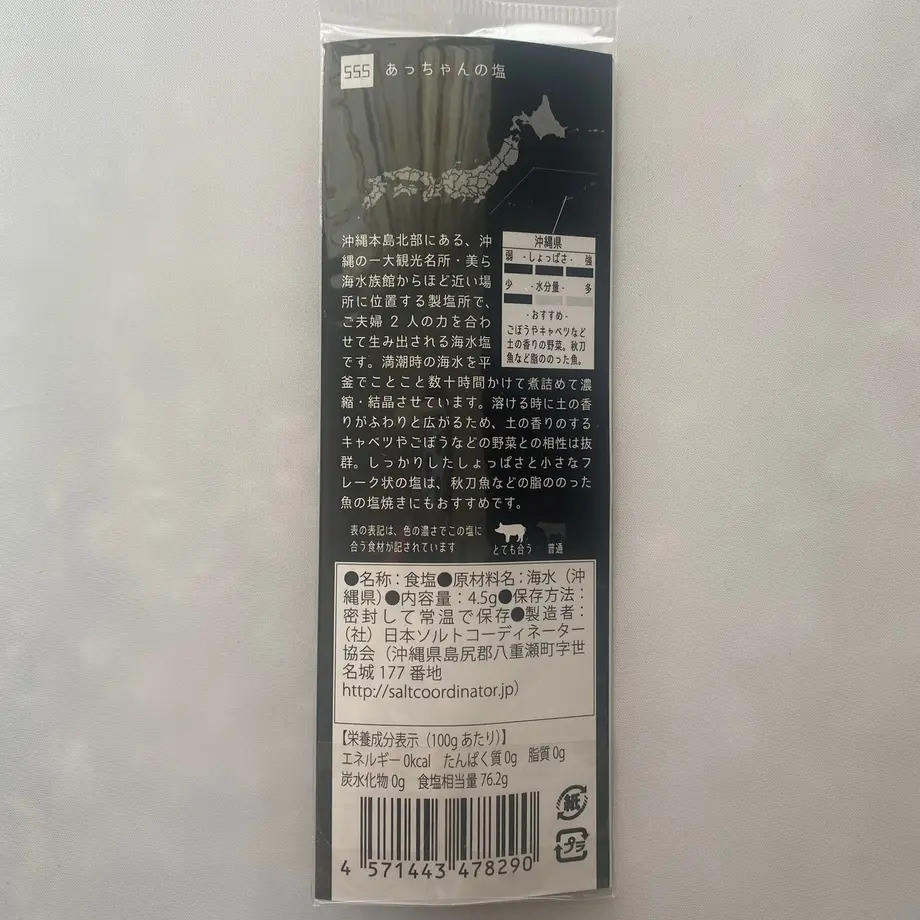 SSS あっちゃんの塩
沖縄本島北部にある、沖
縄の一大観光名所・美ら
海水族館からほど近い場
所に位置する製塩所で、
ご夫婦 2 人の力を合わ
せて生み出される海水塩
です。満潮時の海水を平
釜でことこと数十時間かけて煮詰めて濃
縮・結晶させています。溶ける時に土の香
りがふわりと広がるため、土の香りのする
キャベツやごぼうなどの野菜との相性は抜
群。しっかりしたしょっぱさと小さなフ
レーク状の塩は、秋刀魚などの脂ののった
魚の塩焼きにもおすすめです。
沖縄県
弱 -しょっぱさ- 強
少 -水分量- 多
-おすすめ-
ごぼうやキャベツなど
土の香りの野菜。秋刀
魚など脂ののった魚。
表の表記は、色の濃さでこの塩に
合う食材が記されています
とても合う 普通
●名称：食塩●原材料名：海水（沖
縄県）●内容量：4.5g●保存方法：
密封して常温で保存●製造者：
（社）日本ソルトコーディネーター
協会（沖縄県島尻郡八重瀬町字世
名城 177 番地
http://saltcoordinator.jp）
【栄養成分表示（100g あたり）】
エネルギー 0kcal たんぱく質 0g 脂質 0g
炭水化物 0g 食塩相当量 76.2g
紙
プラ
4 571443 478290